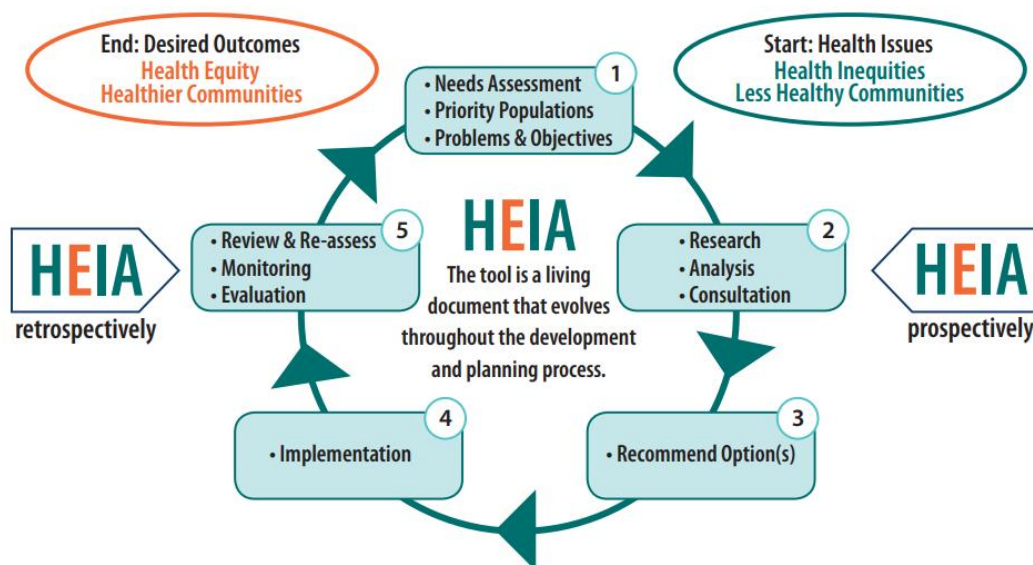 End: Desired Outcomes
Health Equity
Healthier Communities
Start: Health Issues
Health Inequities
Less Healthy Communities
1
• Needs Assessment
• Priority Populations
• Problems & Objectives
2
• Research
• Analysis
• Consultation
3
• Recommend Option(s)
4
• Implementation
5
• Review & Re-assess
• Monitoring
• Evaluation
HEIA
The tool is a living
document that evolves
throughout the development
and planning process.
HEIA
retrospectively
HEIA
prospectively